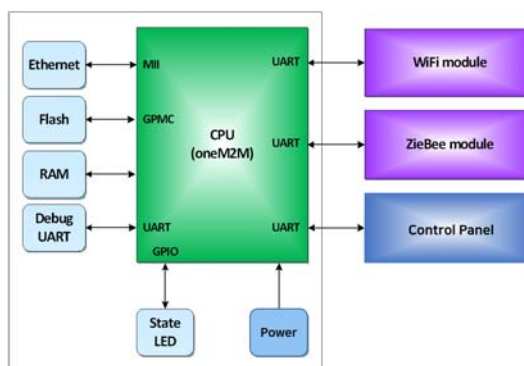 Ethernet
Flash
RAM
Debug
UART
MII
GPMC
UART
GPIO
CPU
(oneM2M)
UART
UART
UART
WiFi module
ZieBee module
Control Panel
State
LED
Power